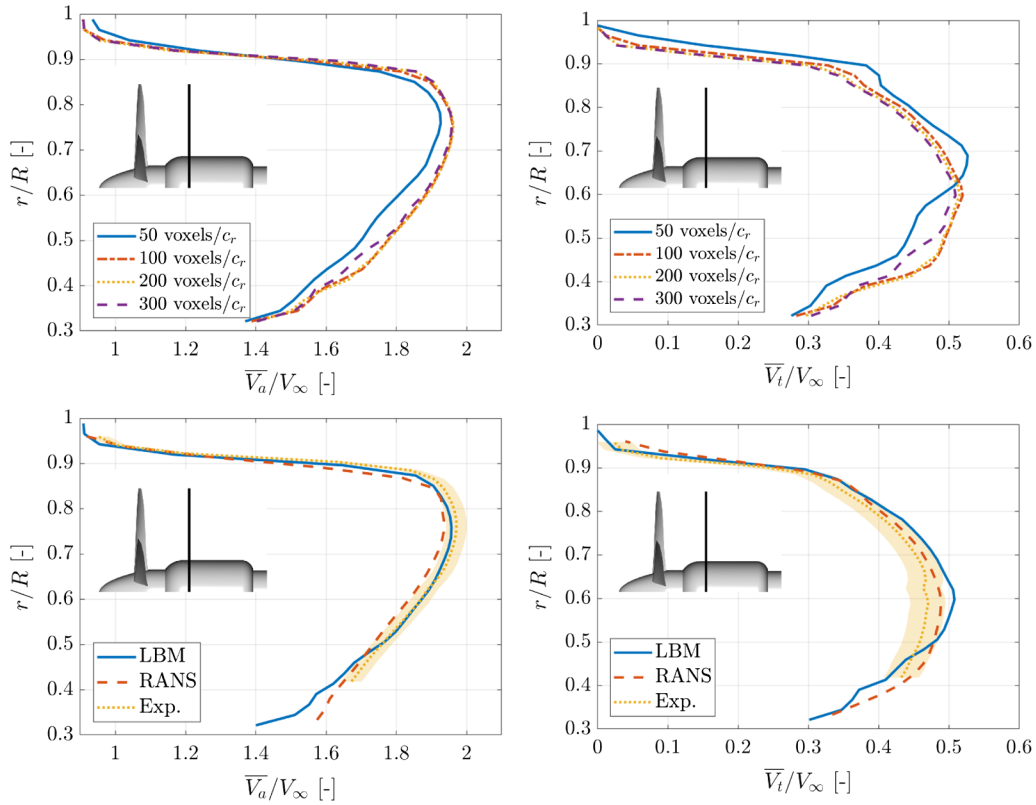 1
0.9
0.8
0.7
0.6
0.5
0.4
0.3
r/R [-]
50 voxels/c_r
100 voxels/c_r
200 voxels/c_r
300 voxels/c_r
1
1.2
1.4
1.6
1.8
2
V_a/V_∞ [-]
1
0.9
0.8
0.7
0.6
0.5
0.4
0.3
r/R [-]
50 voxels/c_r
100 voxels/c_r
200 voxels/c_r
300 voxels/c_r
0
0.1
0.2
0.3
0.4
0.5
0.6
V_t/V_∞ [-]
1
0.9
0.8
0.7
0.6
0.5
0.4
0.3
r/R [-]
LBM
RANS
Exp.
1
1.2
1.4
1.6
1.8
2
V_a/V_∞ [-]
1
0.9
0.8
0.7
0.6
0.5
0.4
0.3
r/R [-]
LBM
RANS
Exp.
0
0.1
0.2
0.3
0.4
0.5
0.6
V_t/V_∞ [-]